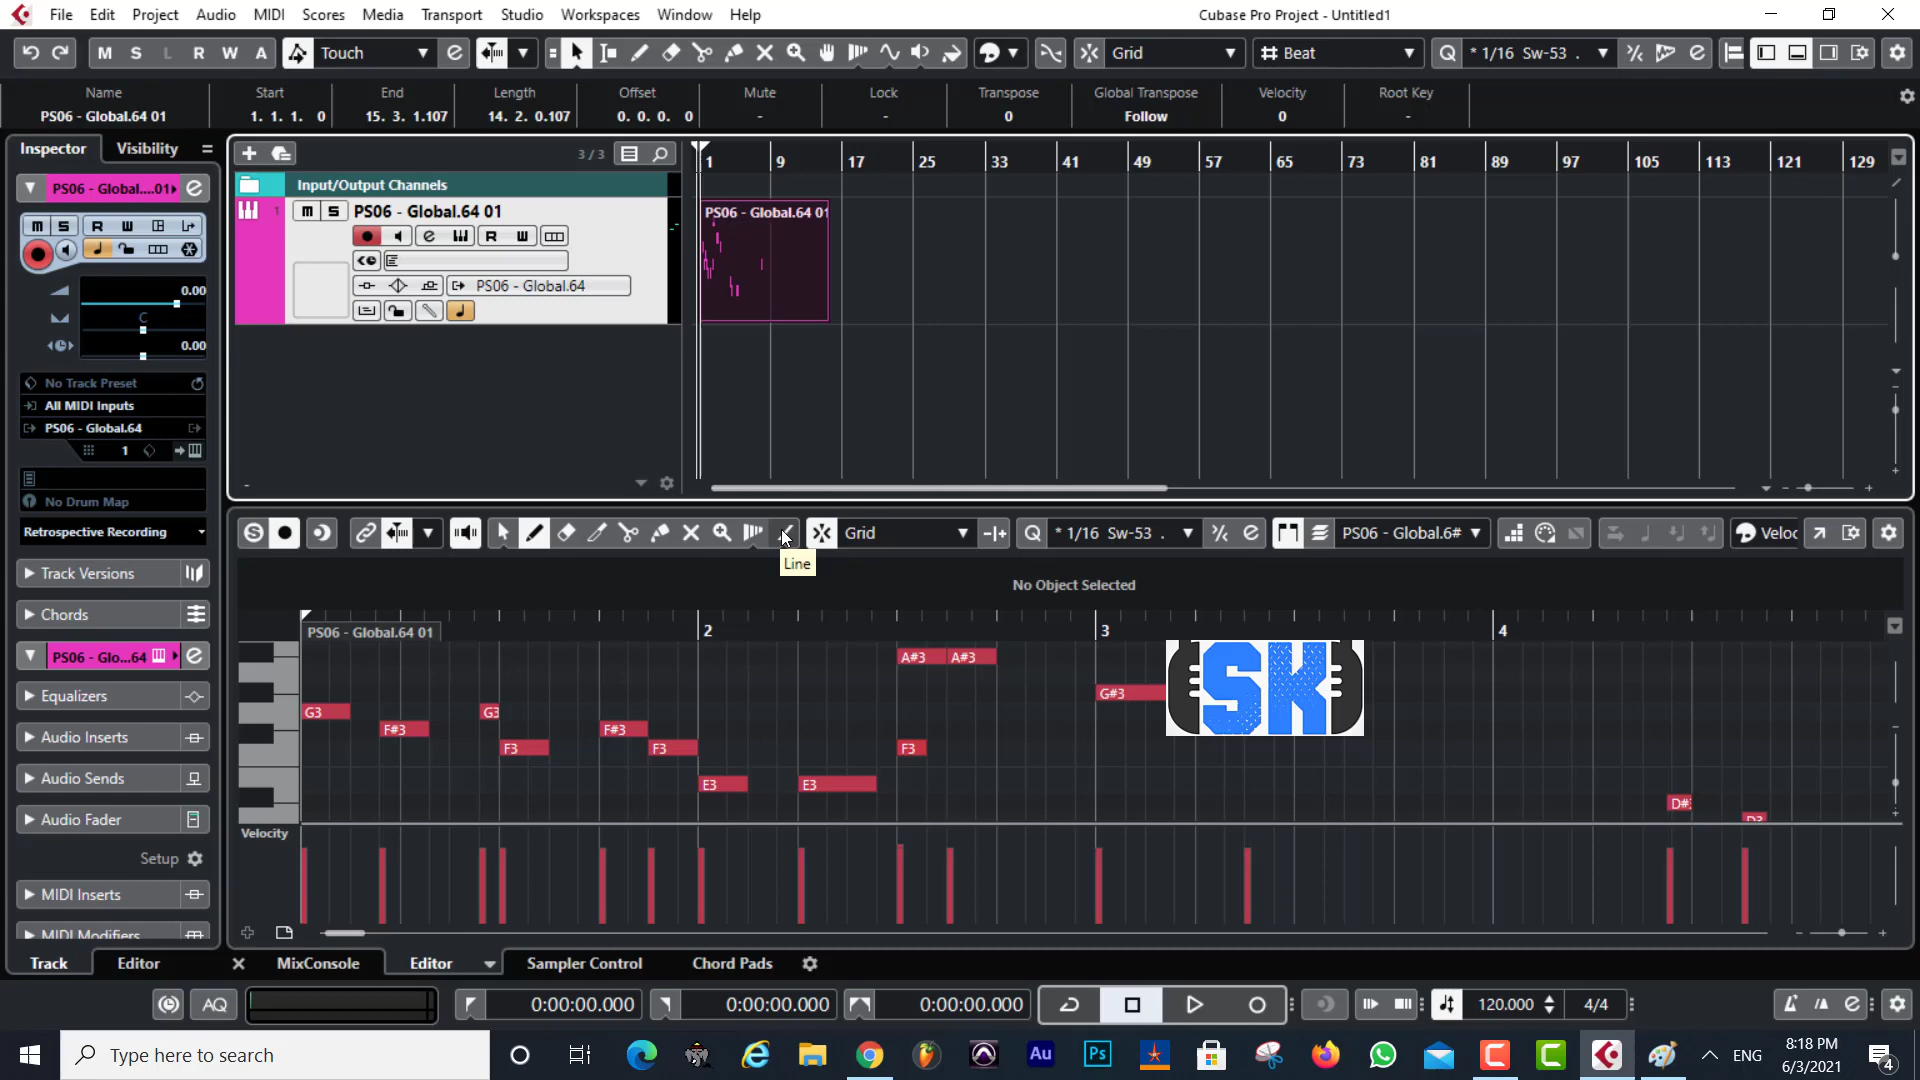 File Edit Project Audio MIDI Scores Media Transport Studio Workspaces Window Help
Cubase Pro Project - Untitled1
M S L R W A Touch Grid Beat Q * 1/16 Sw-53 .
Name Start End Length Offset Mute Lock Transpose Global Transpose Velocity Root Key
PS06 - Global.64 01 1. 1. 1. 0 15. 3. 1.107 14. 2. 0.107 0. 0. 0. 0 - - 0 Follow 0 -
Inspector Visibility
3 / 3
1 9 17 25 33 41 49 57 65 73 81 89 97 105 113 121 129
Input/Output Channels
PS06 - Global....01
1 M S PS06 - Global.64 01
PS06 - Global.64 01
M S R W
R W
0.00
C
0.00
PS06 - Global.64
No Track Preset
All MIDI Inputs
PS06 - Global.64
1
No Drum Map
Retrospective Recording
Grid Q * 1/16 Sw-53 . PS06 - Global.6# Veloc
Line
Track Versions
No Object Selected
Chords
PS06 - Global.64 01 2 3 4
PS06 - Glo...64
A#3 A#3
G#3
SK
G3 G3
F#3 F#3
F3 F3 F3
E3 E3
D#
D3
Equalizers
Audio Inserts
Audio Sends
Audio Fader
Velocity
Setup
MIDI Inserts
MIDI Modifiers
Track Editor MixConsole Editor Sampler Control Chord Pads
AQ 0:00:00.000 0:00:00.000 0:00:00.000 120.000 4/4
Type here to search
Au Ps
ENG
8:18 PM
6/3/2021
4